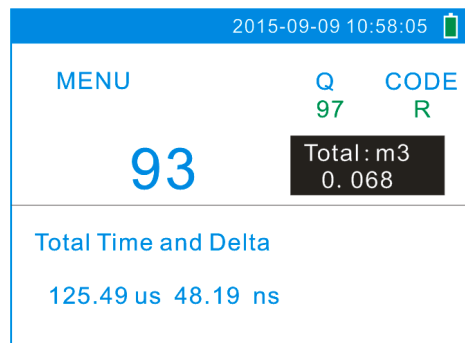 2015-09-09 10:58:05
MENU Q CODE
97 R
93 Total: m3
0. 068
Total Time and Delta
125.49 us 48.19 ns